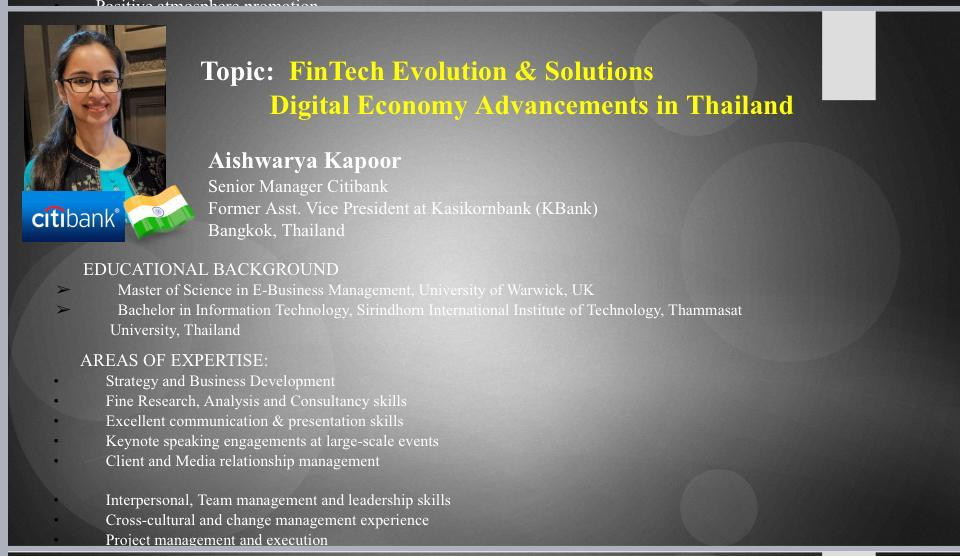 Positive atmosphere promotion
Topic: FinTech Evolution & Solutions
Digital Economy Advancements in Thailand
Aishwarya Kapoor
Senior Manager Citibank
Former Asst. Vice President at Kasikornbank (KBank)
Bangkok, Thailand
citibank®
EDUCATIONAL BACKGROUND
➢ Master of Science in E-Business Management, University of Warwick, UK
➢ Bachelor in Information Technology, Sirindhorn International Institute of Technology, Thammasat
University, Thailand
AREAS OF EXPERTISE:
• Strategy and Business Development
• Fine Research, Analysis and Consultancy skills
• Excellent communication & presentation skills
• Keynote speaking engagements at large-scale events
• Client and Media relationship management
• Interpersonal, Team management and leadership skills
• Cross-cultural and change management experience
• Project management and execution